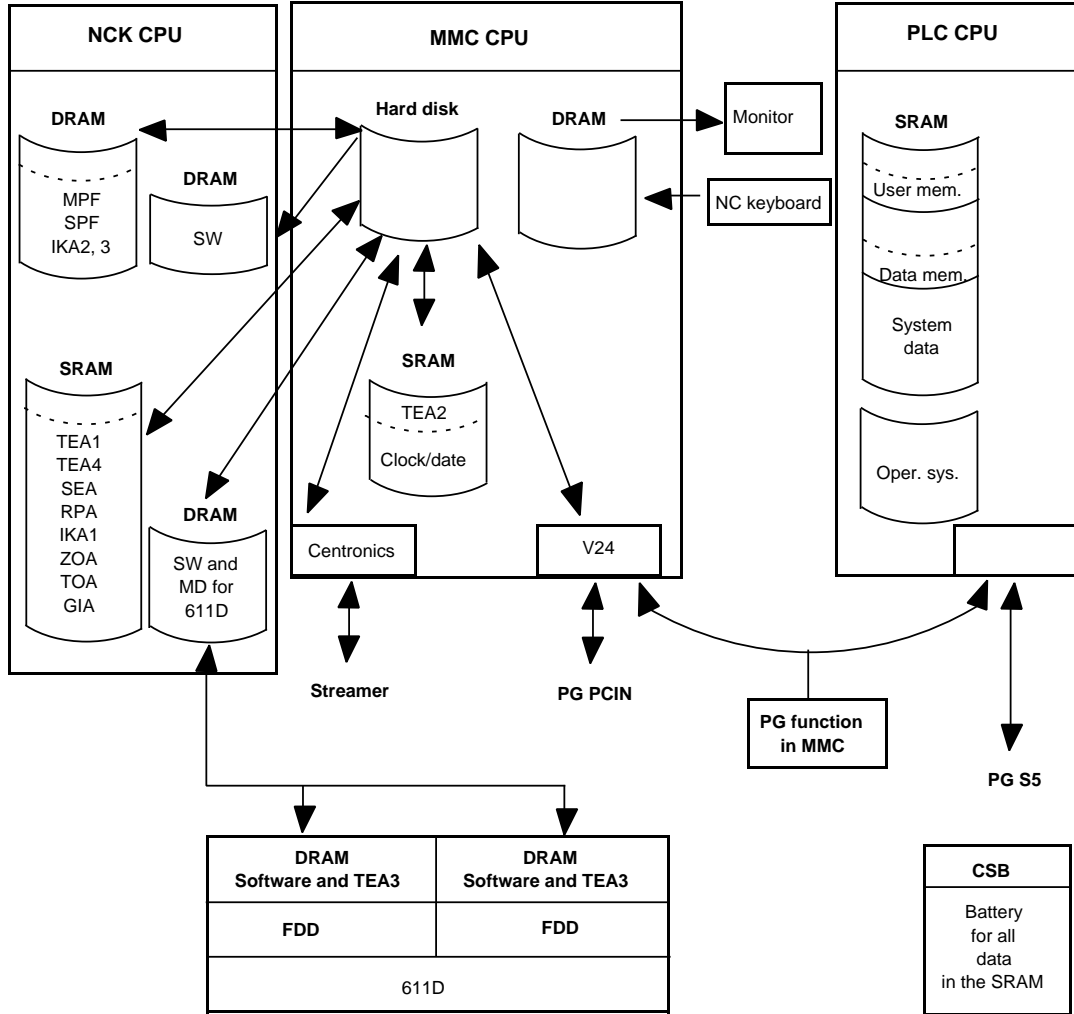 NCK CPU
DRAM
MPF
SPF
IKA2, 3
DRAM
SW
SRAM
TEA1
TEA4
SEA
RPA
IKA1
ZOA
TOA
GIA
DRAM
SW and
MD for
611D
MMC CPU
Hard disk
DRAM
Monitor
NC keyboard
SRAM
TEA2
Clock/date
Centronics
V24
Streamer
PG PCIN
PLC CPU
SRAM
User mem.
Data mem.
System
data
Oper. sys.
PG function
in MMC
PG S5
DRAM
Software and TEA3
DRAM
Software and TEA3
FDD
FDD
611D
CSB
Battery
for all
data
in the SRAM